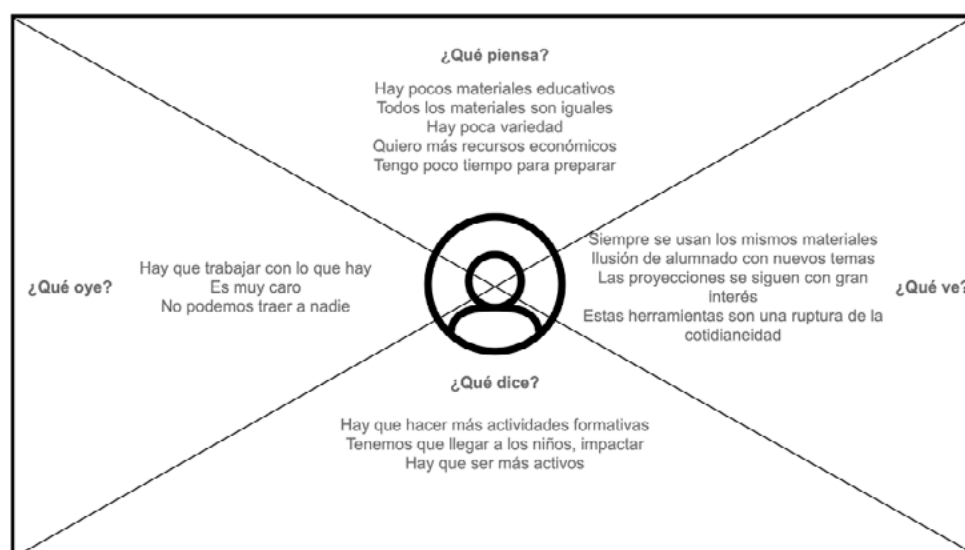 ¿Qué piensa?
Hay pocos materiales educativos
Todos los materiales son iguales
Hay poca variedad
Quiero más recursos económicos
Tengo poco tiempo para preparar
¿Qué oye?
Hay que trabajar con lo que hay
Es muy caro
No podemos traer a nadie
Siempre se usan los mismos materiales
Ilusión de alumnado con nuevos temas
Las proyecciones se siguen con gran
interés
Estas herramientas son una ruptura de la
cotidiancidad
¿Qué ve?
¿Qué dice?
Hay que hacer más actividades formativas
Tenemos que llegar a los niños, impactar
Hay que ser más activos